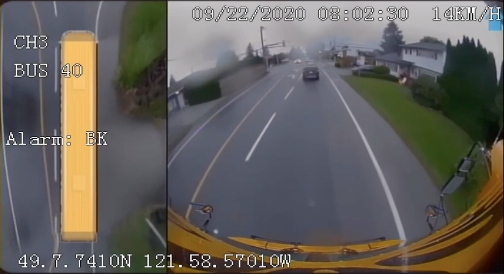 09/22/2020 08:02:30 14KM/H
CH3
BUS 40
Alarm: BK
49.7.7410N 121.58.57010W